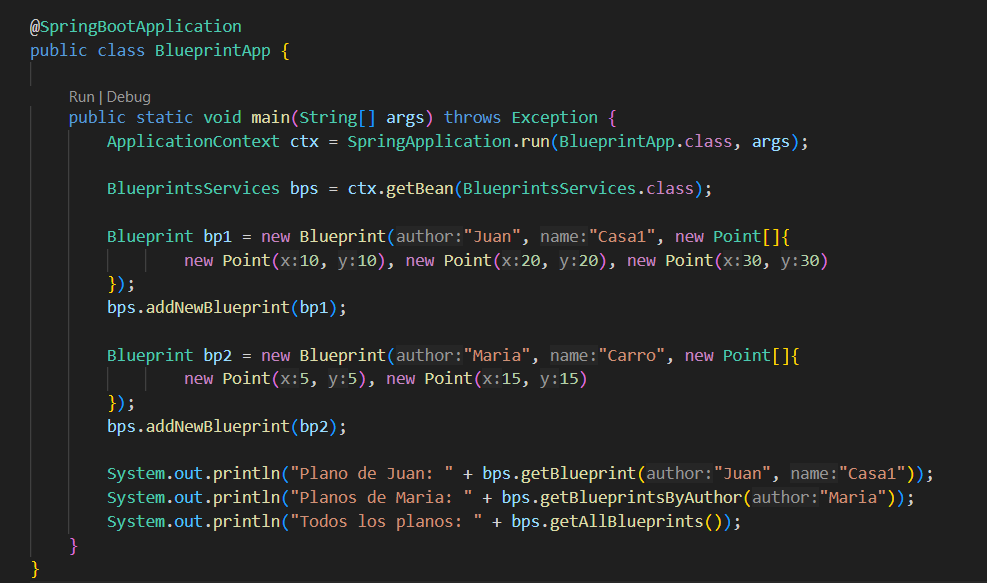 @SpringBootApplication
public class BlueprintApp {
Run | Debug
public static void main(String[] args) throws Exception {
ApplicationContext ctx = SpringApplication.run(BlueprintApp.class, args);
BlueprintsServices bps = ctx.getBean(BlueprintsServices.class);
Blueprint bp1 = new Blueprint(author:"Juan", name:"Casa1", new Point[]{
new Point(x:10, y:10), new Point(x:20, y:20), new Point(x:30, y:30)
});
bps.addNewBlueprint(bp1);
Blueprint bp2 = new Blueprint(author:"Maria", name:"Carro", new Point[]{
new Point(x:5, y:5), new Point(x:15, y:15)
});
bps.addNewBlueprint(bp2);
System.out.println("Plano de Juan: " + bps.getBlueprint(author:"Juan", name:"Casa1"));
System.out.println("Planos de Maria: " + bps.getBlueprintsByAuthor(author:"Maria"));
System.out.println("Todos los planos: " + bps.getAllBlueprints());
}
}